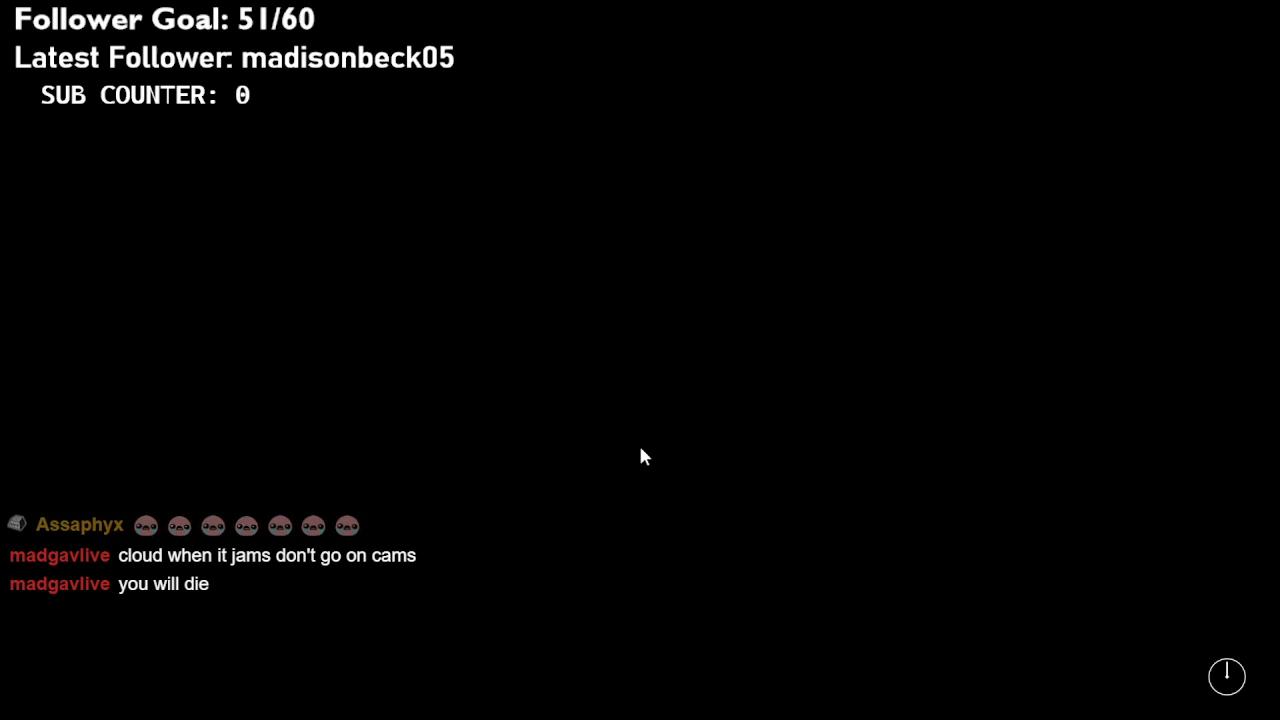 Follower Goal: 51/60
Latest Follower: madisonbeck05
SUB COUNTER: 0
Assaphyx
madgavlive cloud when it jams don't go on cams
madgavlive you will die